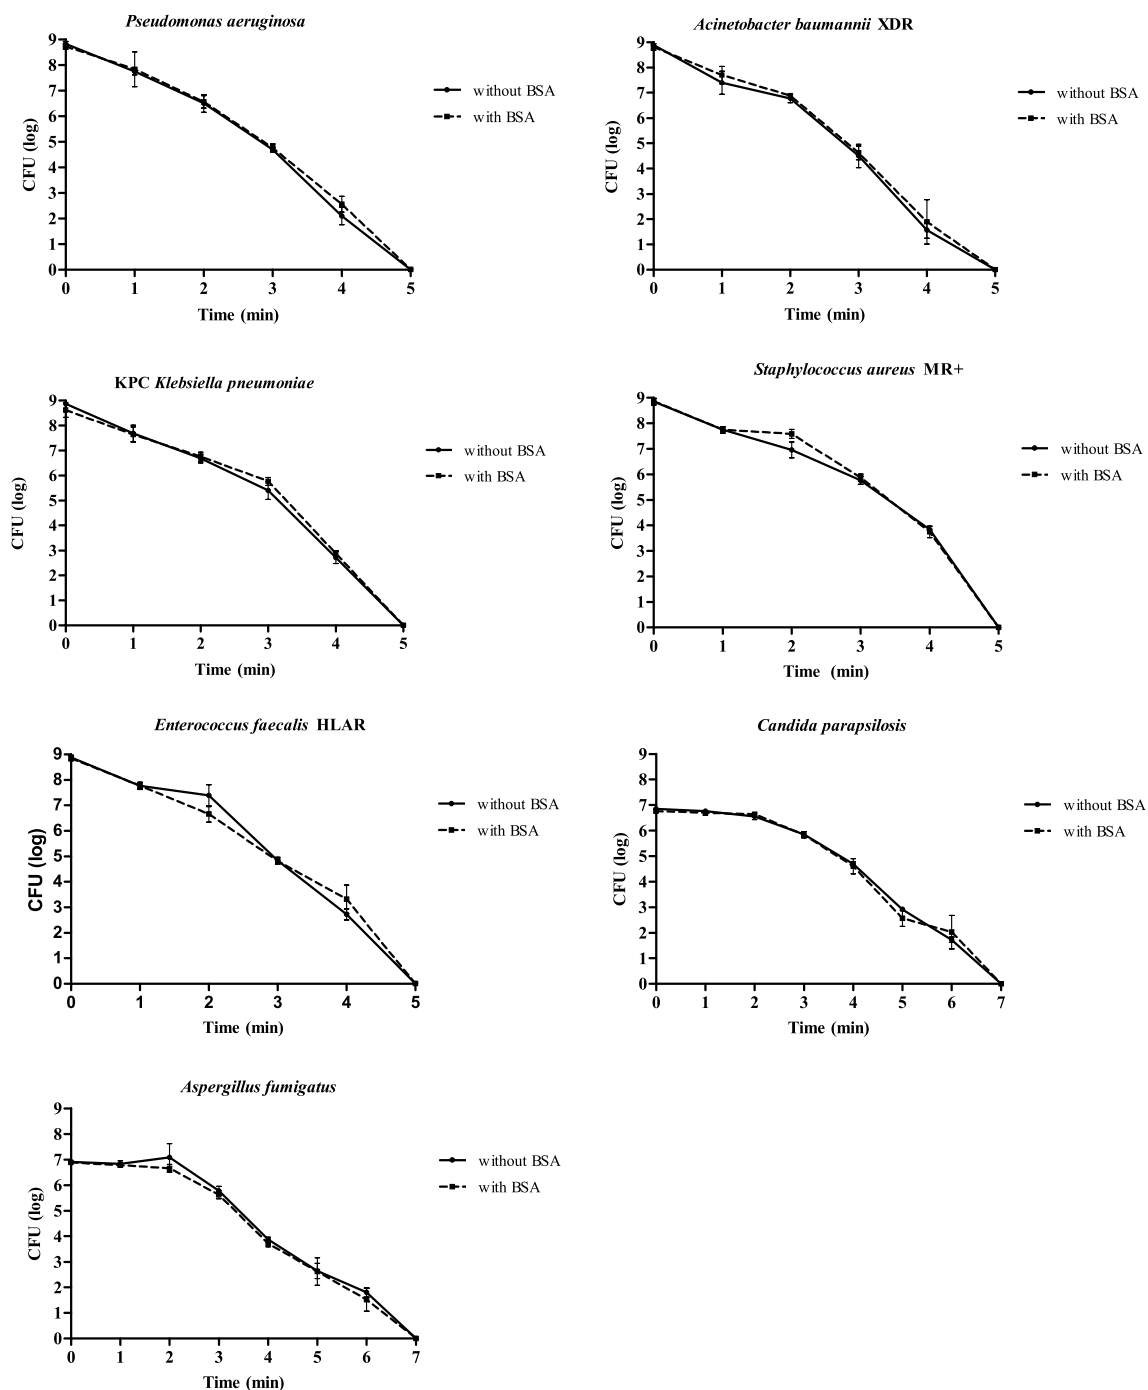 Pseudomonas aeruginosa
9
8
7
6
5
4
3
2
1
0
CFU (log)
0 1 2 3 4 5
Time (min)
without BSA
with BSA
Acinetobacter baumannii XDR
9
8
7
6
5
4
3
2
1
0
CFU (log)
0 1 2 3 4 5
Time (min)
without BSA
with BSA
KPC Klebsiella pneumoniae
9
8
7
6
5
4
3
2
1
0
CFU (log)
0 1 2 3 4 5
Time (min)
without BSA
with BSA
Staphylococcus aureus MR+
9
8
7
6
5
4
3
2
1
0
CFU (log)
0 1 2 3 4 5
Time (min)
without BSA
with BSA
Enterococcus faecalis HLAR
9
8
7
6
5
4
3
2
1
0
CFU (log)
0 1 2 3 4 5
Time (min)
without BSA
with BSA
Candida parapsilosis
9
8
7
6
5
4
3
2
1
0
CFU (log)
0 1 2 3 4 5 6 7
Time (min)
without BSA
with BSA
Aspergillus fumigatus
9
8
7
6
5
4
3
2
1
0
CFU (log)
0 1 2 3 4 5 6 7
Time (min)
without BSA
with BSA